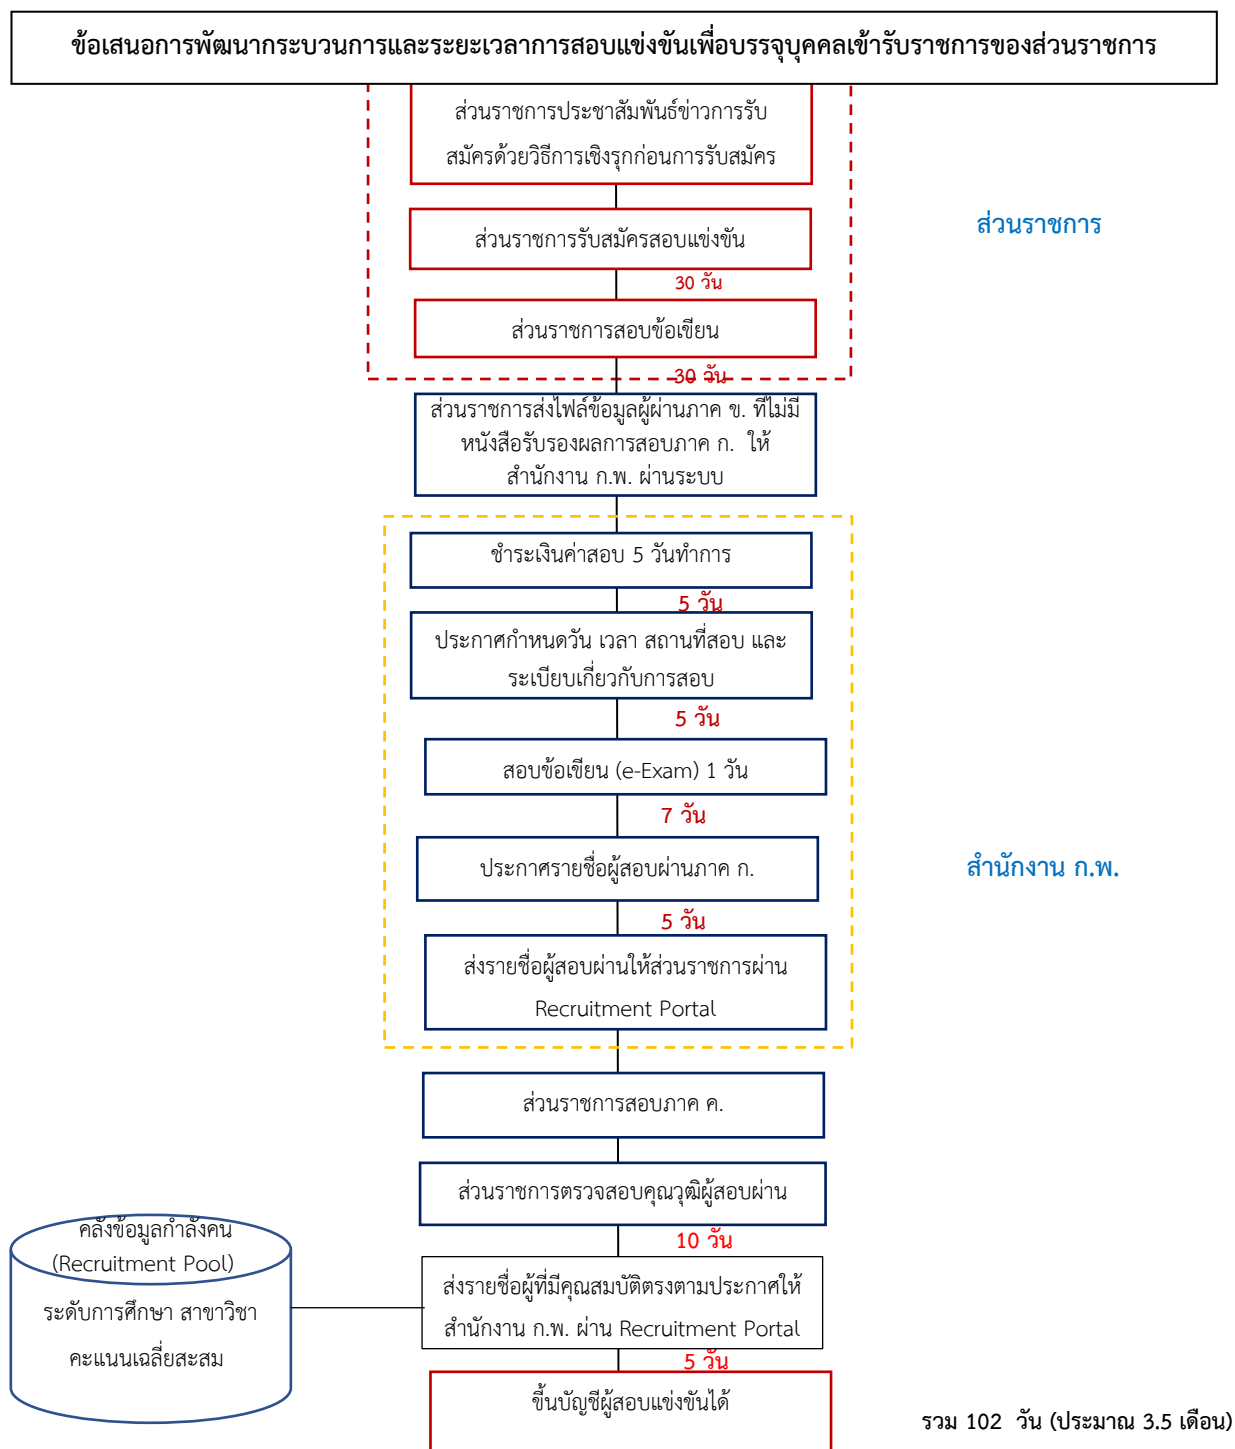 ข้อเสนอการพัฒนากระบวนการและระยะเวลาการสอบแข่งขันเพื่อบรรจุบุคคลเข้ารับราชการของส่วนราชการ
ส่วนราชการประชาสัมพันธ์ข่าวการรับ
สมัครด้วยวิธีการเชิงรุกก่อนการรับสมัคร
ส่วนราชการ
ส่วนราชการรับสมัครสอบแข่งขัน
30 วัน
ส่วนราชการสอบข้อเขียน
30 วัน
ส่วนราชการส่งไฟล์ข้อมูลผู้ผ่านภาค ข. ที่ไม่มี
หนังสือรับรองผลการสอบภาค ก. ให้
สำนักงาน ก.พ. ผ่านระบบ
ชำระเงินค่าสอบ 5 วันทำการ
5 วัน
ประกาศกำหนดวัน เวลา สถานที่สอบ และ
ระเบียบเกี่ยวกับการสอบ
5 วัน
สอบข้อเขียน (e-Exam) 1 วัน
7 วัน
ประกาศรายชื่อผู้สอบผ่านภาค ก.
สำนักงาน ก.พ.
5 วัน
ส่งรายชื่อผู้สอบผ่านให้ส่วนราชการผ่าน
Recruitment Portal
ส่วนราชการสอบภาค ค.
ส่วนราชการตรวจสอบคุณวุฒิผู้สอบผ่าน
10 วัน
คลังข้อมูลกำลังคน
(Recruitment Pool)
ระดับการศึกษา สาขาวิชา
คะแนนเฉลี่ยสะสม
ส่งรายชื่อผู้ที่มีคุณสมบัติตรงตามประกาศให้
สำนักงาน ก.พ. ผ่าน Recruitment Portal
5 วัน
ขึ้นบัญชีผู้สอบแข่งขันได้
รวม 102 วัน (ประมาณ 3.5 เดือน)